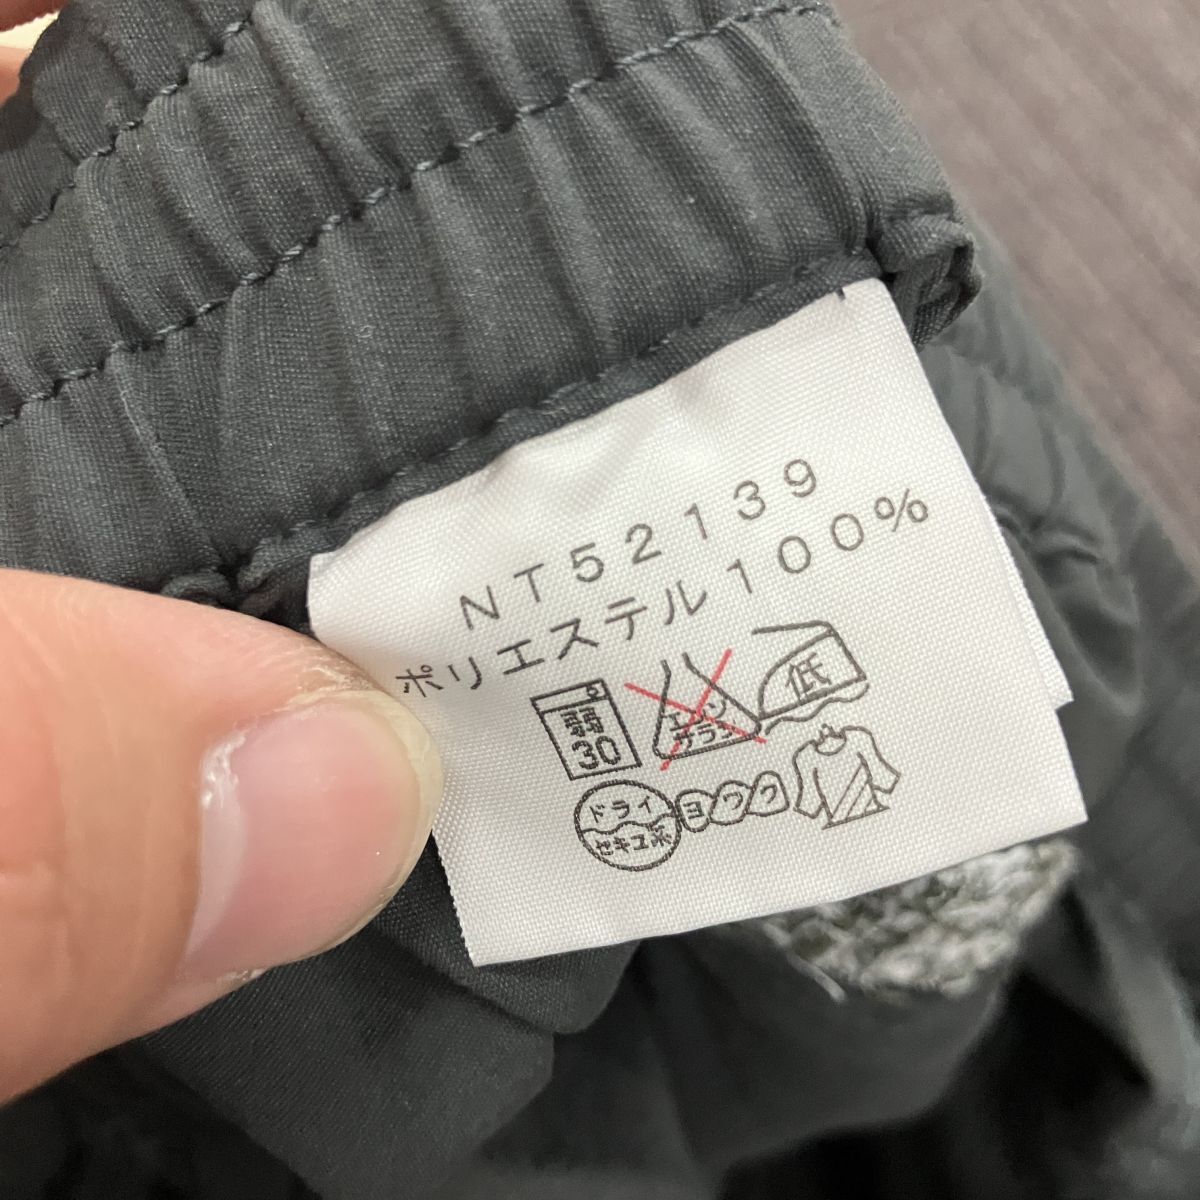 NT52139
ポリエステル100%
弱
30
エンソ
サラシ
低
ドライ
セキユ系
ヨワク